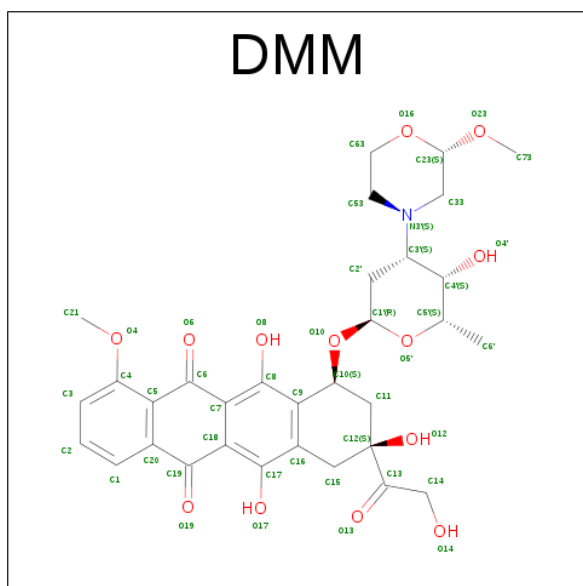 DMM
O16 O23
C63 C23(S) C73
C53 C33
N3'(S)
N
C3'(S) O4'
C2' OH
C4'(S)
C21 O6 O8 O10 C1'(R) C5'(S)
O4 O OH O O5' C6'
O
C4 C6 C8 C10(S) C11
C3 C5 C7 C9
C12(S) O12
C2 C18 C16 OH
C20 C19 C17 C13 C14
C1 C15
O HO O OH
O19 O17 O13 O14